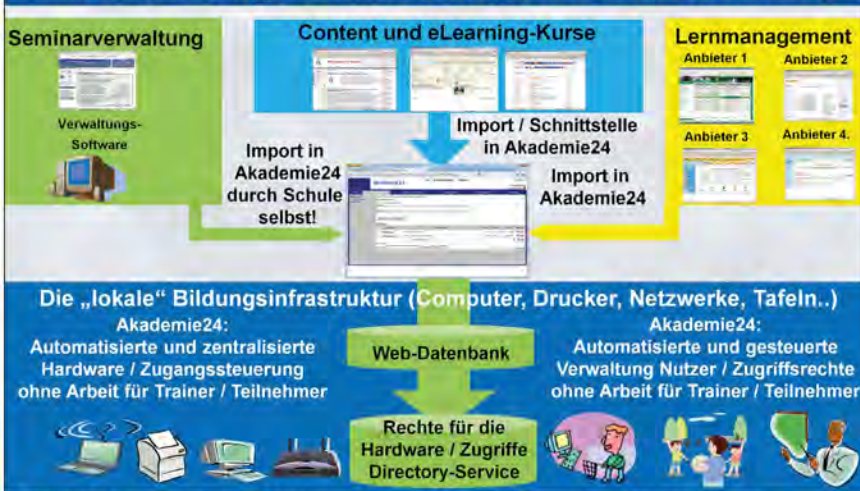 Seminarverwaltung
Verwaltungs-
Software
Content und eLearning-Kurse
Lernmanagement
Anbieter 1
Anbieter 2
Anbieter 3
Anbieter 4.
Import in
Akademie24
durch Schule
selbst!
Import / Schnittstelle
in Akademie24
Import in
Akademie24
Die „lokale” Bildungsinfrastruktur (Computer, Drucker, Netzwerke, Tafeln..)
Akademie24:
Automatisierte und zentralisierte
Hardware / Zugangssteuerung
ohne Arbeit für Trainer / Teilnehmer
Web-Datenbank
Rechte für die
Hardware / Zugriffe
Directory-Service
Akademie24:
Automatisierte und gesteuerte
Verwaltung Nutzer / Zugriffsrechte
ohne Arbeit für Trainer / Teilnehmer